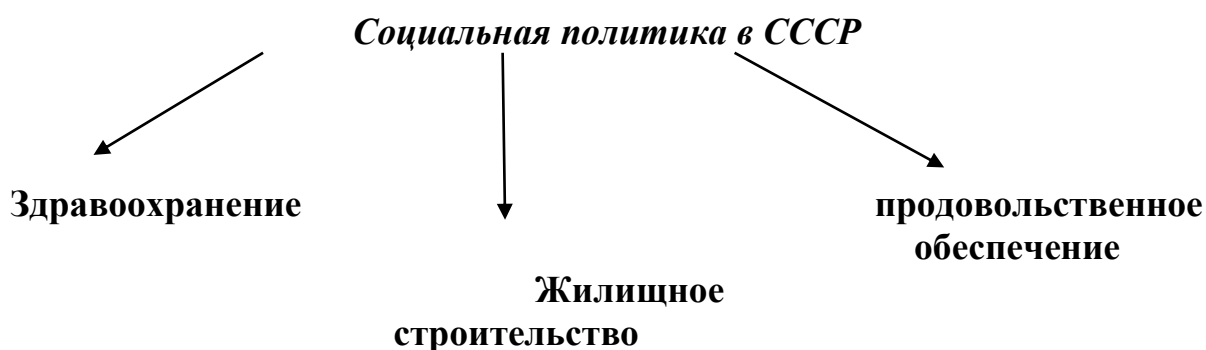 Социальная политика в СССР
Здравоохранение
продовольственное
обеспечение
Жилищное
строительство